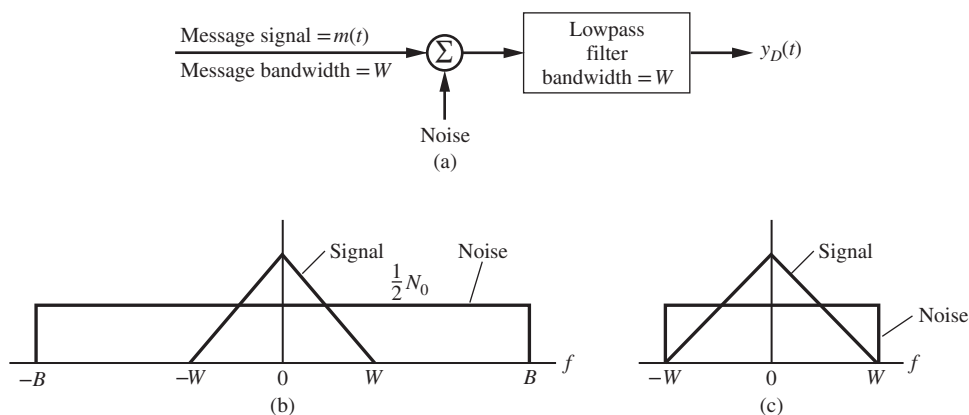 Message signal = m(t)
Message bandwidth = W
Σ
Noise
Lowpass
filter
bandwidth = W
y_D(t)
(a)
Signal
Noise
1/2 N_0
−B
−W
0
W
B
f
(b)
Signal
Noise
−W
0
W
f
(c)